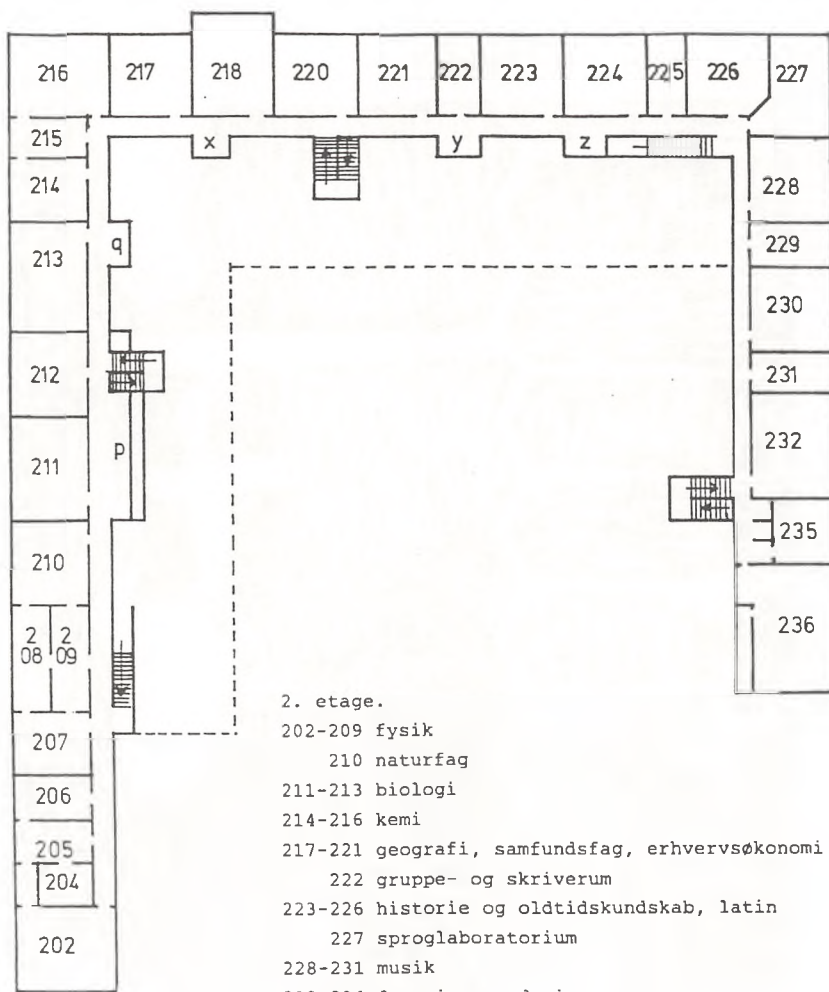 216 217 218 220 221 222 223 224 225 226 227
215
x y z
214
228
213
q
229
230
212
231
211
p
232
210
235
2
08
2
09
236
207
206
205
204
202
2. etage.
202-209 fysik
210 naturfag
211-213 biologi
214-216 kemi
217-221 geografi, samfundsfag, erhvervsøkonomi
222 gruppe- og skriverum
223-226 historie og oldtidskundskab, latin
227 sproglaboratorium
228-231 musik